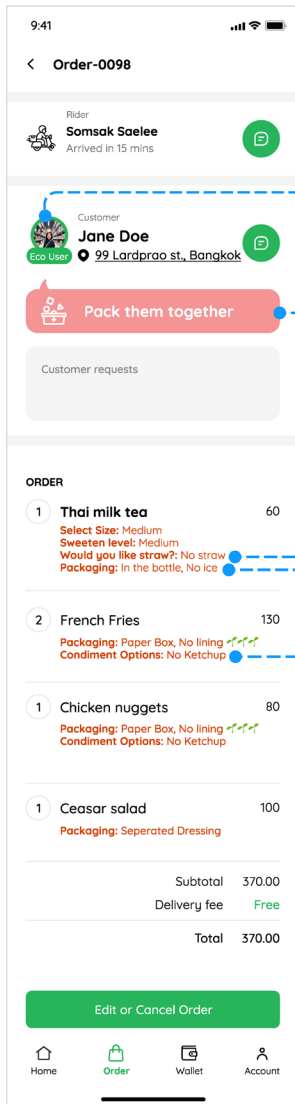 9:41
Order-0098
Rider
Somsak Saelee
Arrived in 15 mins
Customer
Jane Doe
Eco User
99 Lardprao st., Bangkok
Pack them together
Customer requests
ORDER
1 Thai milk tea 60
Select Size: Medium
Sweeten level: Medium
Would you like straw?: No straw
Packaging: In the bottle, No ice
2 French Fries 130
Packaging: Paper Box, No lining
Condiment Options: No Ketchup
1 Chicken nuggets 80
Packaging: Paper Box, No lining
Condiment Options: No Ketchup
1 Ceasar salad 100
Packaging: Seperated Dressing
Subtotal 370.00
Delivery fee Free
Total 370.00
Edit or Cancel Order
Home Order Wallet Account